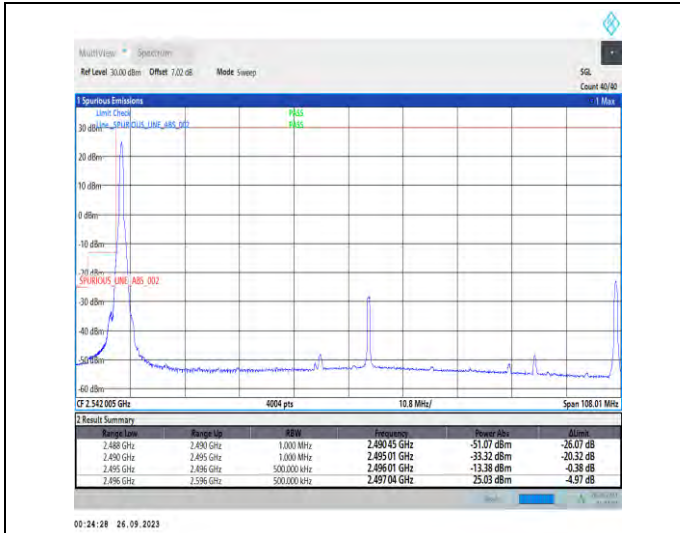 MultiView Spectrum
Ref Level 30.00 dBm Offset 7.02 dB Mode Sweep SGL
Count 40/40
1 Spurious Emissions 1 Max
Limit Check PASS
30 dBm Line _SPURIOUS_LINE_ABS_002 PASS
20 dBm
10 dBm
0 dBm
-10 dBm
-20 dBm
_SPURIOUS_LINE_ABS_002
-30 dBm
-40 dBm
-50 dBm
-60 dBm
CF 2.542 005 GHz 4004 pts 10.8 MHz/ Span 108.01 MHz
2 Result Summary
Range Low Range Up RBW Frequency Power Abs ΔLimit
2.488 GHz 2.490 GHz 1.000 MHz 2.490 45 GHz -51.07 dBm -26.07 dB
2.490 GHz 2.495 GHz 1.000 MHz 2.495 01 GHz -33.32 dBm -20.32 dB
2.495 GHz 2.496 GHz 500.000 kHz 2.496 01 GHz -13.38 dBm -0.38 dB
2.496 GHz 2.596 GHz 500.000 kHz 2.497 04 GHz 25.03 dBm -4.97 dB
00:24:28 26.09.2023